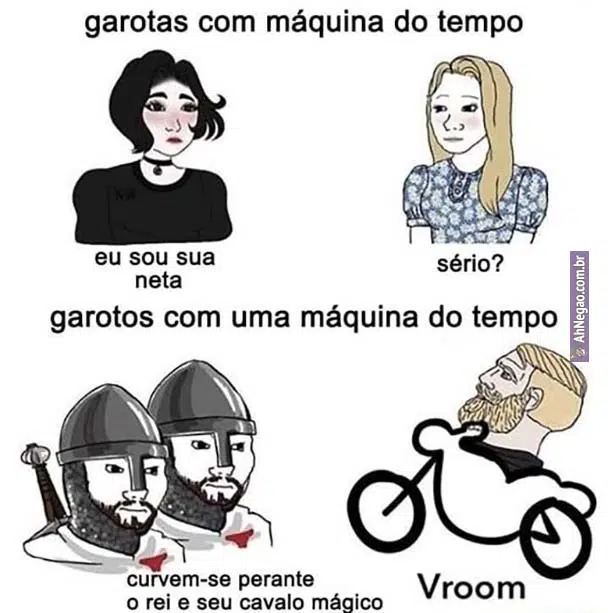 garotas com máquina do tempo
eu sou sua
neta
sério?
AhNegao.com.br
garotos com uma máquina do tempo
curvem-se perante
o rei e seu cavalo mágico
Vroom